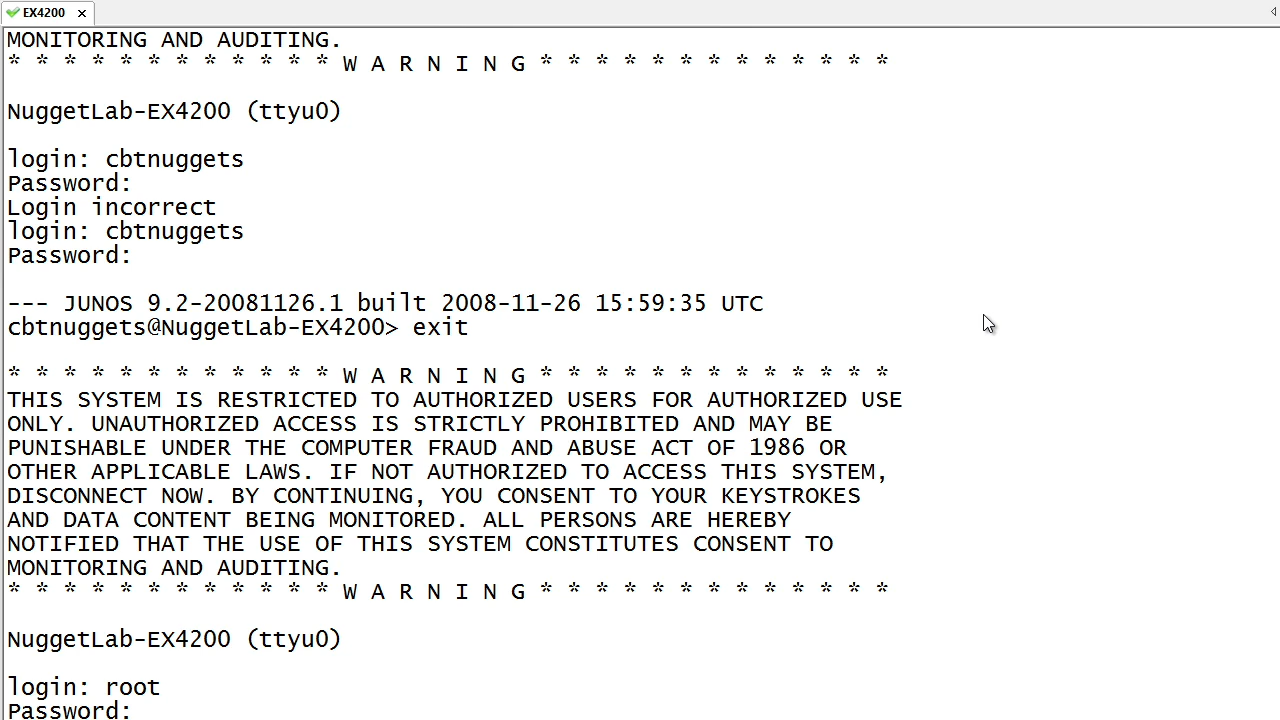 EX4200
MONITORING AND AUDITING.
* * * * * * * * * * * * W A R N I N G * * * * * * * * * * * * *
NuggetLab-EX4200 (ttyu0)
login: cbtnuggets
Password:
Login incorrect
login: cbtnuggets
Password:
--- JUNOS 9.2-20081126.1 built 2008-11-26 15:59:35 UTC
cbtnuggets@NuggetLab-EX4200> exit
* * * * * * * * * * * * W A R N I N G * * * * * * * * * * * * *
THIS SYSTEM IS RESTRICTED TO AUTHORIZED USERS FOR AUTHORIZED USE
ONLY. UNAUTHORIZED ACCESS IS STRICTLY PROHIBITED AND MAY BE
PUNISHABLE UNDER THE COMPUTER FRAUD AND ABUSE ACT OF 1986 OR
OTHER APPLICABLE LAWS. IF NOT AUTHORIZED TO ACCESS THIS SYSTEM,
DISCONNECT NOW. BY CONTINUING, YOU CONSENT TO YOUR KEYSTROKES
AND DATA CONTENT BEING MONITORED. ALL PERSONS ARE HEREBY
NOTIFIED THAT THE USE OF THIS SYSTEM CONSTITUTES CONSENT TO
MONITORING AND AUDITING.
* * * * * * * * * * * * W A R N I N G * * * * * * * * * * * * *
NuggetLab-EX4200 (ttyu0)
login: root
Password: